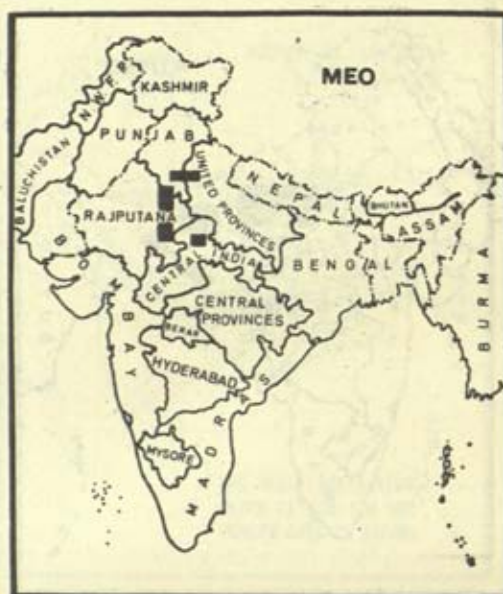 MEO
KASHMIR
N.W.F.P.
PUNJAB
BALUCHISTAN
UNITED PROVINCES
NEPAL
BHUTAN
ASSAM
RAJPUTANA
CENTRAL
INDIA
BENGAL
BURMA
BOMBAY
CENTRAL
PROVINCES
BERAR
HYDERABAD
MADRAS
MYSORE